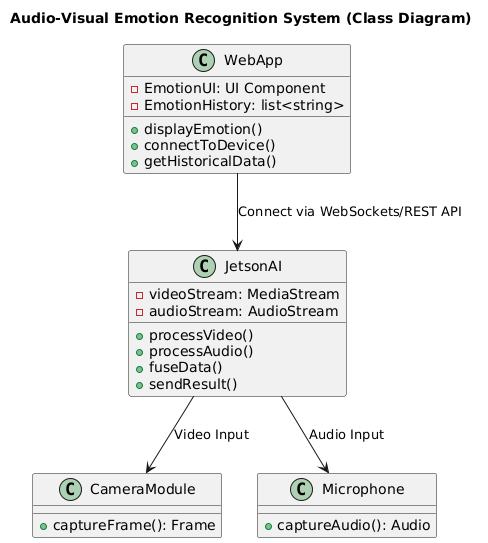 Audio-Visual Emotion Recognition System (Class Diagram)
C WebApp
EmotionUI: UI Component
EmotionHistory: list<string>
displayEmotion()
connectToDevice()
getHistoricalData()
Connect via WebSockets/REST API
C JetsonAI
videoStream: MediaStream
audioStream: AudioStream
processVideo()
processAudio()
fuseData()
sendResult()
Video Input
Audio Input
C CameraModule
captureFrame(): Frame
C Microphone
captureAudio(): Audio